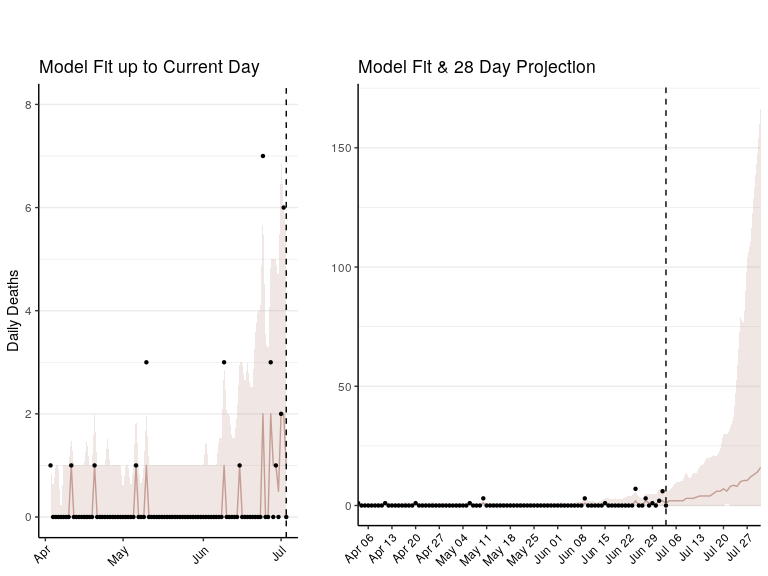 Model Fit up to Current Day
Daily Deaths
8
6
4
2
0
Apr
May
Jun
Jul
Model Fit & 28 Day Projection
150
100
50
0
Apr 06
Apr 13
Apr 20
Apr 27
May 04
May 11
May 18
May 25
Jun 01
Jun 08
Jun 15
Jun 22
Jun 29
Jul 06
Jul 13
Jul 20
Jul 27